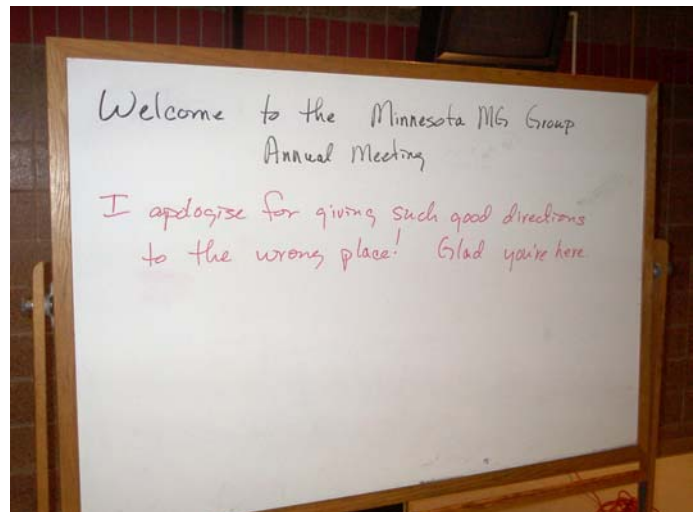 Welcome to the Minnesota MG Group
Annual Meeting
I apologise for giving such good directions
to the wrong place! Glad you're here